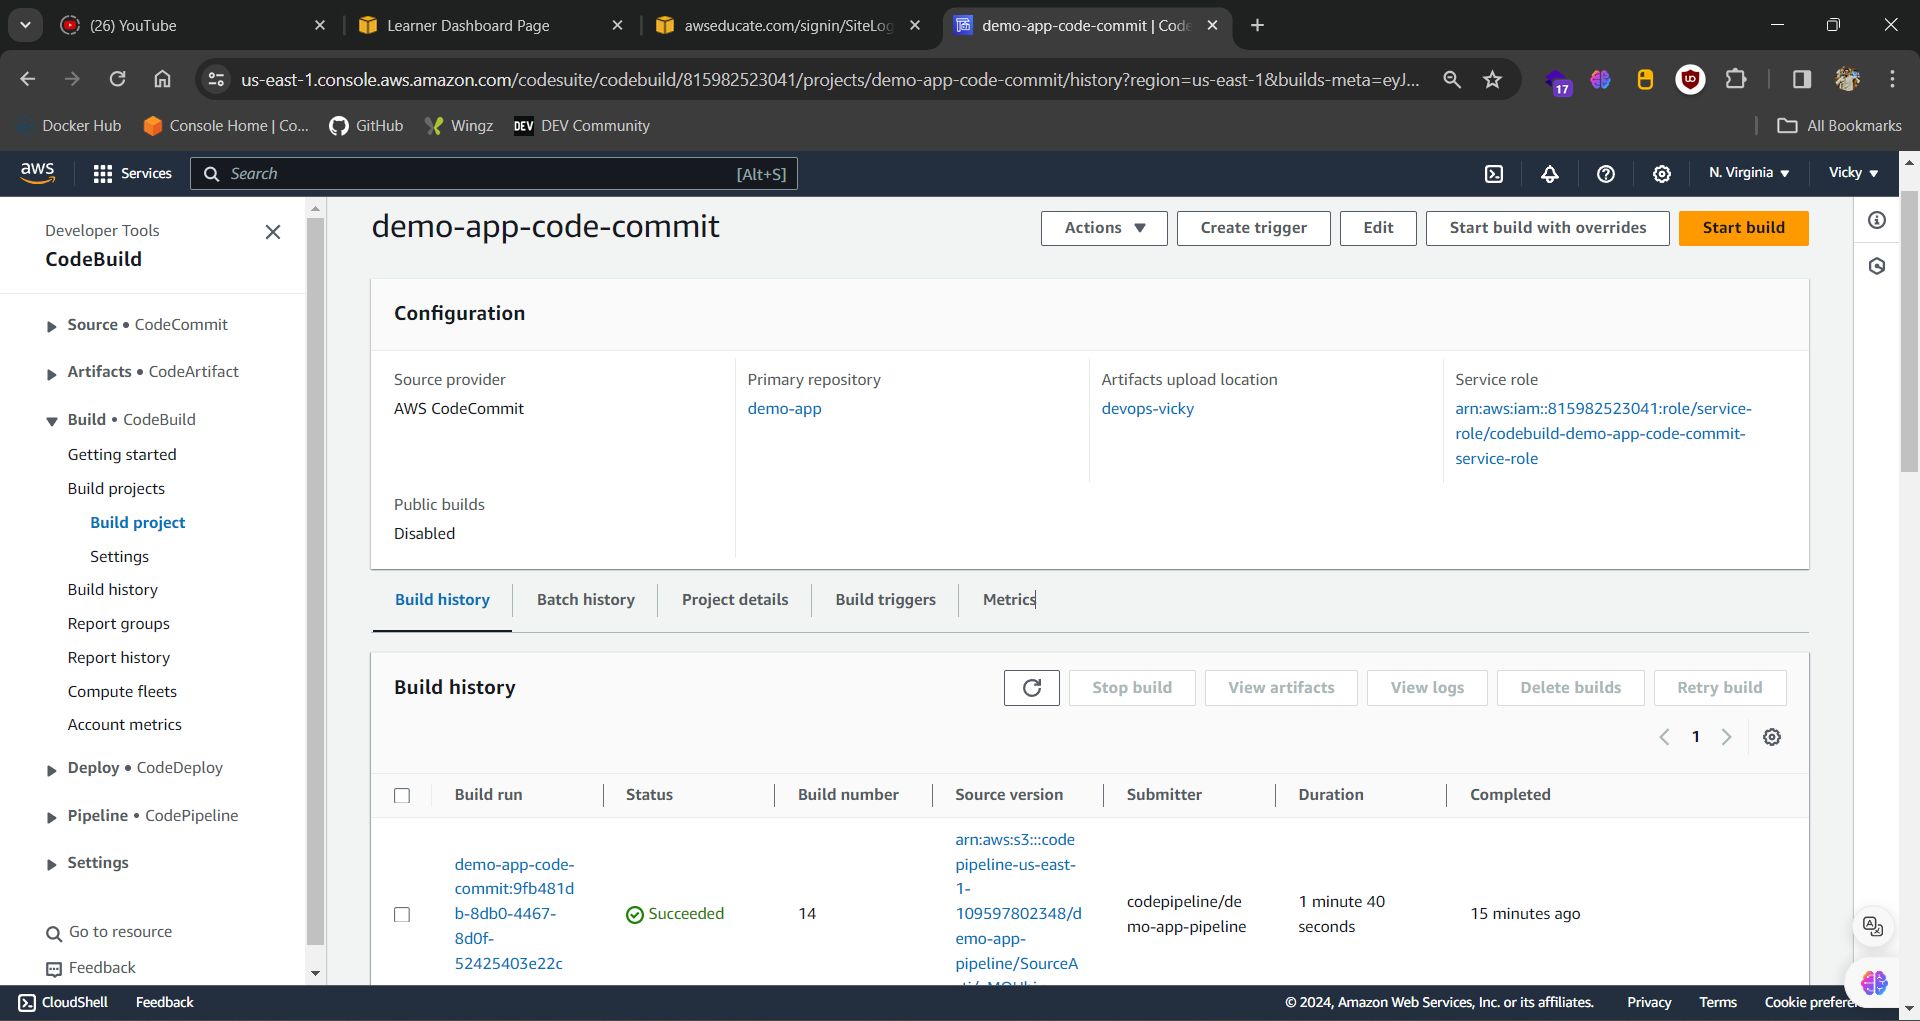 (26) YouTube
Learner Dashboard Page
awseducate.com/signin/SiteLog
demo-app-code-commit | Code
us-east-1.console.aws.amazon.com/codesuite/codebuild/815982523041/projects/demo-app-code-commit/history?region=us-east-1&builds-meta=eyJ...
17
Docker Hub
Console Home | Co...
GitHub
Wingz
DEV
DEV Community
All Bookmarks
aws
Services
Search
[Alt+S]
N. Virginia
Vicky
Developer Tools
CodeBuild
Source • CodeCommit
Artifacts • CodeArtifact
Build • CodeBuild
Getting started
Build projects
Build project
Settings
Build history
Report groups
Report history
Compute fleets
Account metrics
Deploy • CodeDeploy
Pipeline • CodePipeline
Settings
Go to resource
Feedback
demo-app-code-commit
Actions
Create trigger
Edit
Start build with overrides
Start build
Configuration
Source provider
AWS CodeCommit
Primary repository
demo-app
Artifacts upload location
devops-vicky
Service role
arn:aws:iam::815982523041:role/service-
role/codebuild-demo-app-code-commit-
service-role
Public builds
Disabled
Build history
Batch history
Project details
Build triggers
Metrics
Build history
Stop build
View artifacts
View logs
Delete builds
Retry build
1
Build run
Status
Build number
Source version
Submitter
Duration
Completed
demo-app-code-
commit:9fb481d
b-8db0-4467-
8d0f-
52425403e22c
Succeeded
14
arn:aws:s3:::code
pipeline-us-east-
1-
109597802348/d
emo-app-
pipeline/SourceA
codepipeline/de
mo-app-pipeline
1 minute 40
seconds
15 minutes ago
CloudShell
Feedback
© 2024, Amazon Web Services, Inc. or its affiliates.
Privacy
Terms
Cookie prefere